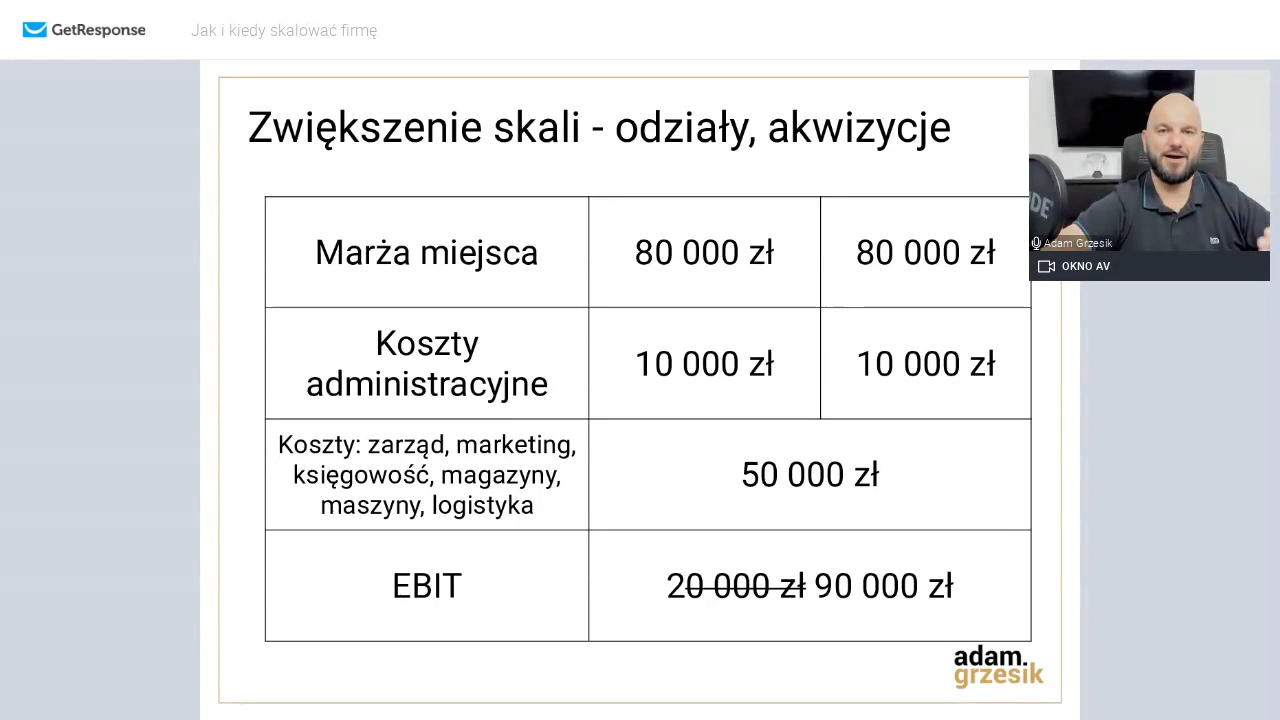 GetResponse
Jak i kiedy skalować firmę
Zwiększenie skali - odziały, akwizycje
Marża miejsca
80 000 zł
80 000 zł
Koszty
administracyjne
10 000 zł
10 000 zł
Koszty: zarząd, marketing,
księgowość, magazyny,
maszyny, logistyka
50 000 zł
EBIT
20 000 zł 90 000 zł
Adam Grzesik
OKNO AV
adam.
grzesik